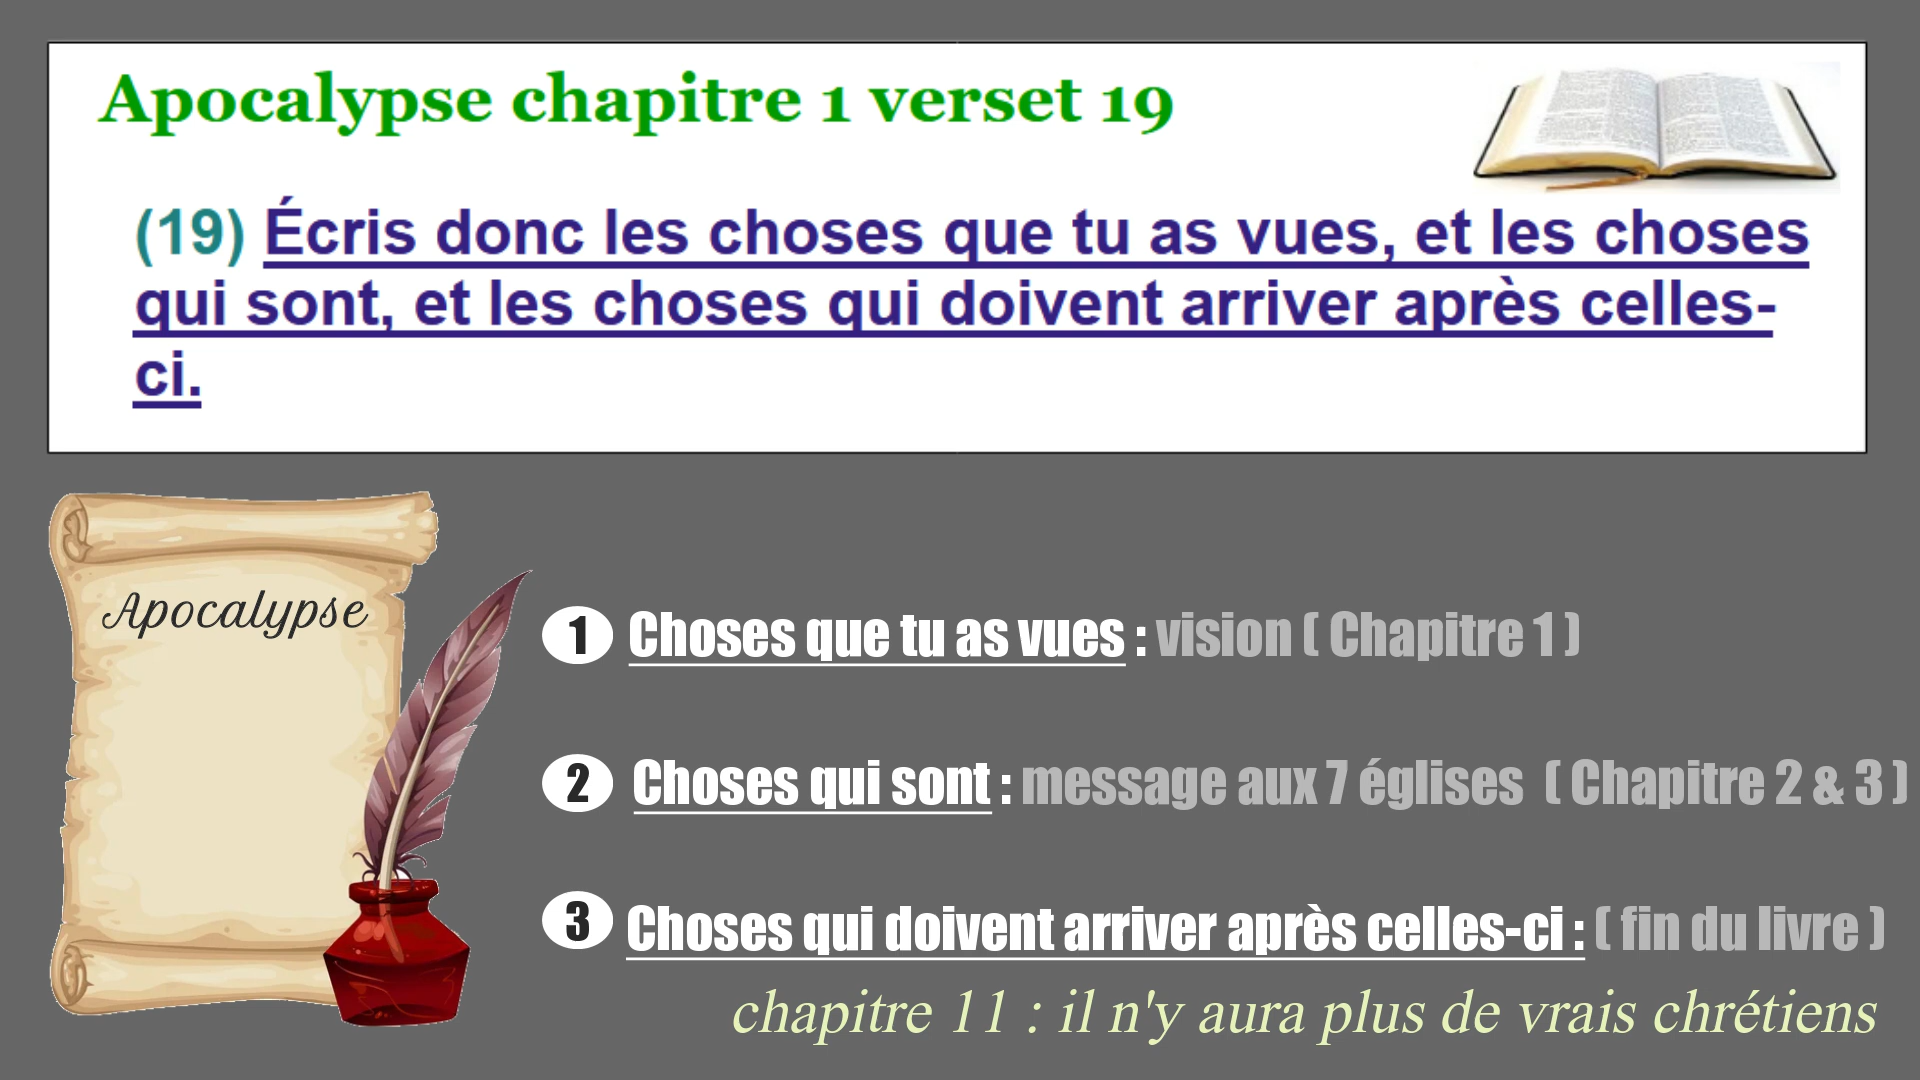 Apocalypse chapitre 1 verset 19
(19) Écris donc les choses que tu as vues, et les choses
qui sont, et les choses qui doivent arriver après celles-
ci.
Apocalypse
1 Choses que tu as vues : vision ( Chapitre 1 )
2 Choses qui sont : message aux 7 églises ( Chapitre 2 & 3 )
3 Choses qui doivent arriver après celles-ci : ( fin du livre )
chapitre 11 : il n'y aura plus de vrais chrétiens